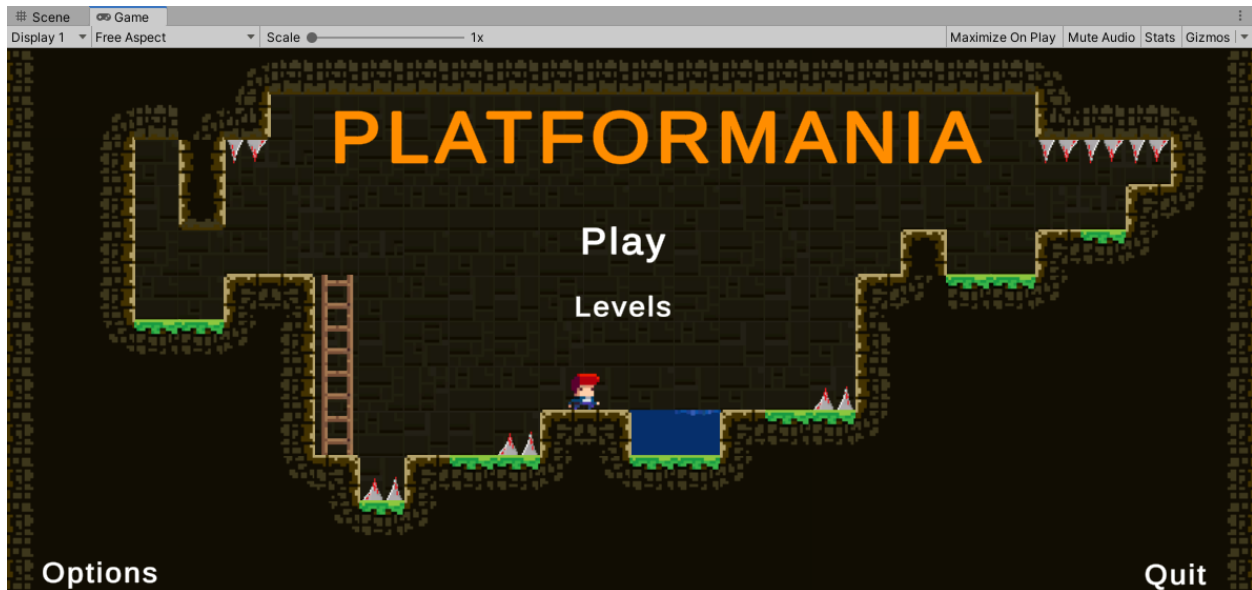 Scene Game
Display 1 Free Aspect Scale 1x Maximize On Play Mute Audio Stats Gizmos
PLATFORMANIA
Play
Levels
Options Quit